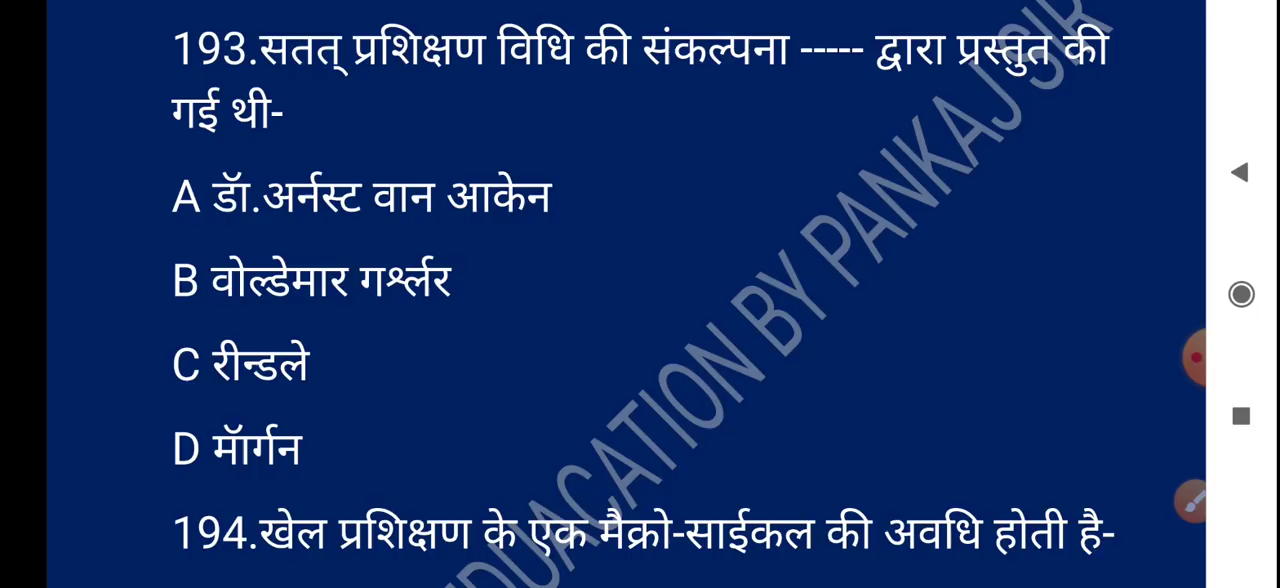 193.सतत् प्रशिक्षण विधि की संकल्पना ----- द्वारा प्रस्तुत की
गई थी-
A डॉ.अर्नस्ट वान आकेन
B वोल्डेमार गर्श्लर
C रीन्डले
D मॉर्गन
194.खेल प्रशिक्षण के एक मैक्रो-साईकल की अवधि होती है-
EDUACATION BY PANKAJ SIR